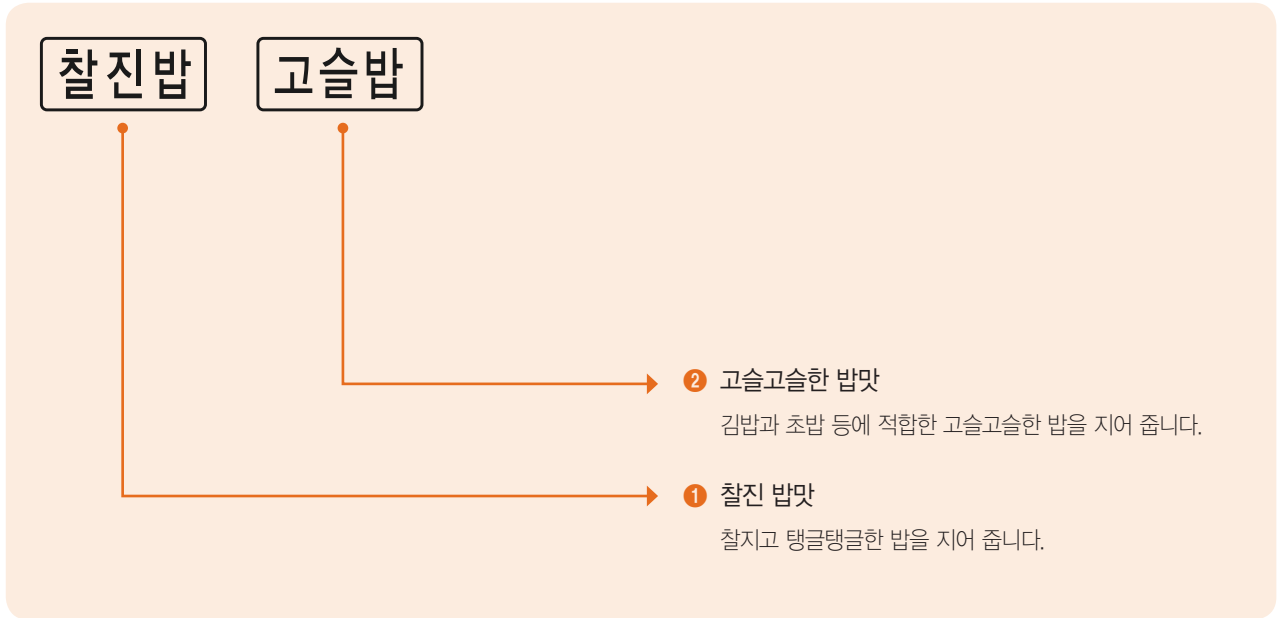 찰진밥 고슬밥
❷ 고슬고슬한 밥맛
김밥과 초밥 등에 적합한 고슬고슬한 밥을 지어 줍니다.
❶ 찰진 밥맛
찰지고 탱글탱글한 밥을 지어 줍니다.